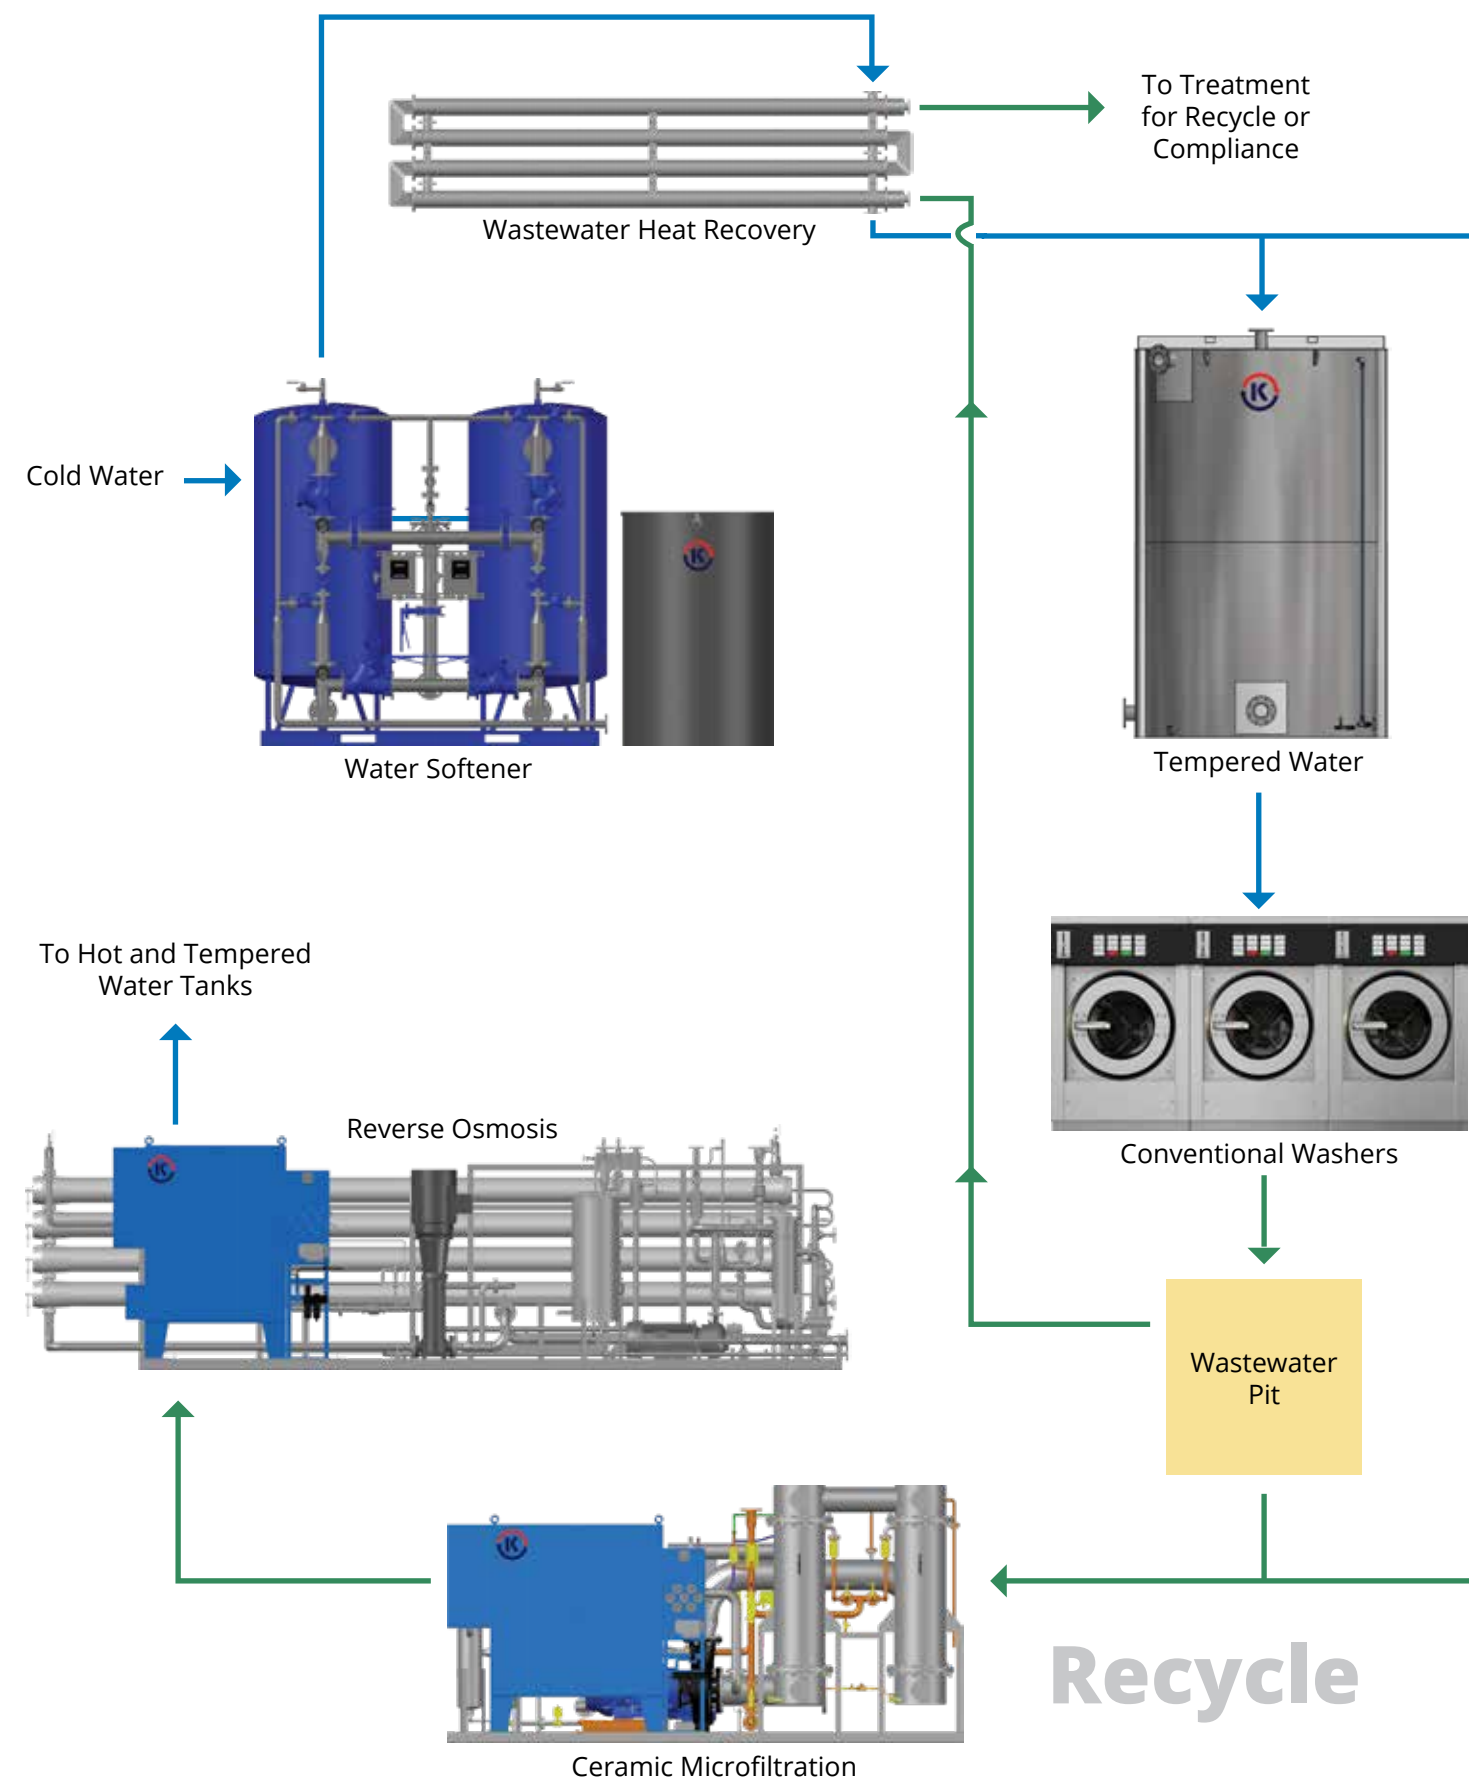 To Treatment
for Recycle or
Compliance
Wastewater Heat Recovery
K
Cold Water
K
Water Softener
Tempered Water
To Hot and Tempered
Water Tanks
Reverse Osmosis
K
Conventional Washers
Wastewater
Pit
K
Recycle
Ceramic Microfiltration